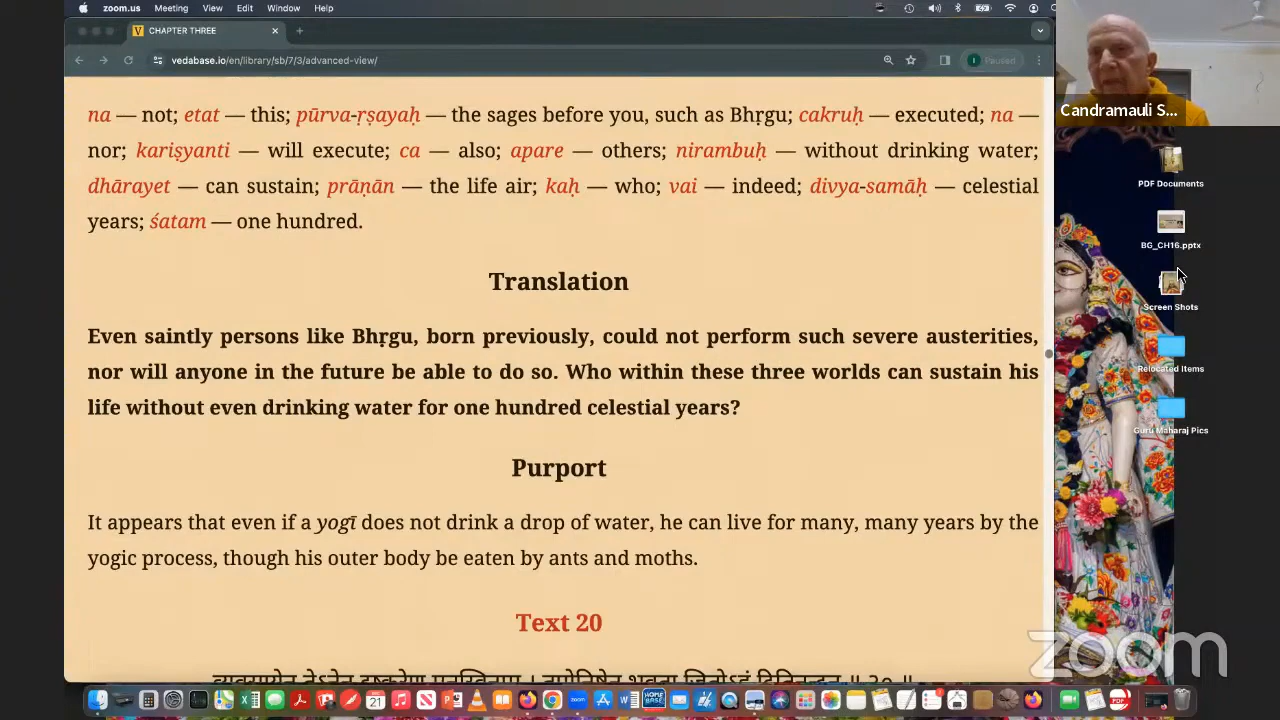 zoom.us Meeting View Edit Window Help
CHAPTER THREE
vedabase.io/en/library/sb/7/3/advanced-view/
Paused
na — not; etat — this; pūrva-ṛṣayaḥ — the sages before you, such as Bhṛgu; cakruḥ — executed; na —
nor; kariṣyanti — will execute; ca — also; apare — others; nirambuḥ — without drinking water;
dhārayet — can sustain; prāṇān — the life air; kaḥ — who; vai — indeed; divya-samāḥ — celestial
years; śatam — one hundred.
Translation
Even saintly persons like Bhṛgu, born previously, could not perform such severe austerities,
nor will anyone in the future be able to do so. Who within these three worlds can sustain his
life without even drinking water for one hundred celestial years?
Purport
It appears that even if a yogī does not drink a drop of water, he can live for many, many years by the
yogic process, though his outer body be eaten by ants and moths.
Text 20
Candramauli S...
PDF Documents
BG_CH16.pptx
Screen Shots
Relocated Items
Guru Maharaj Pics
zoom